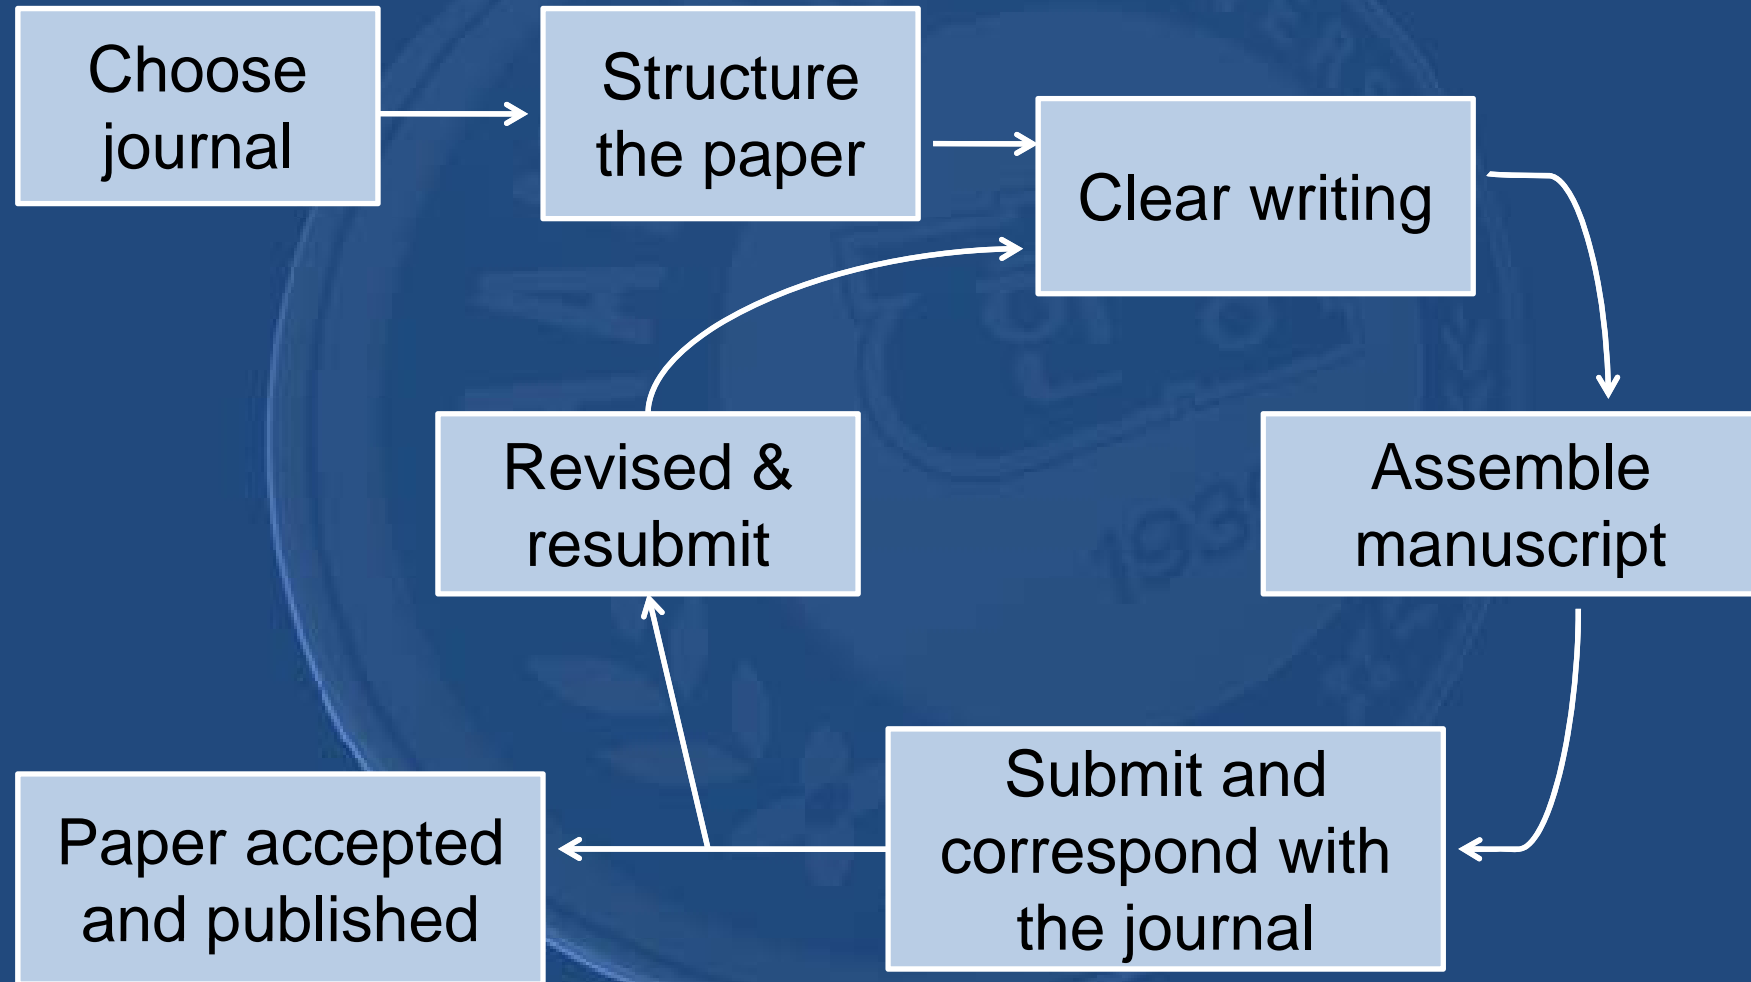 Choose
journal
Structure
the paper
Clear writing
Revised &
resubmit
Assemble
manuscript
Submit and
correspond with
the journal
Paper accepted
and published